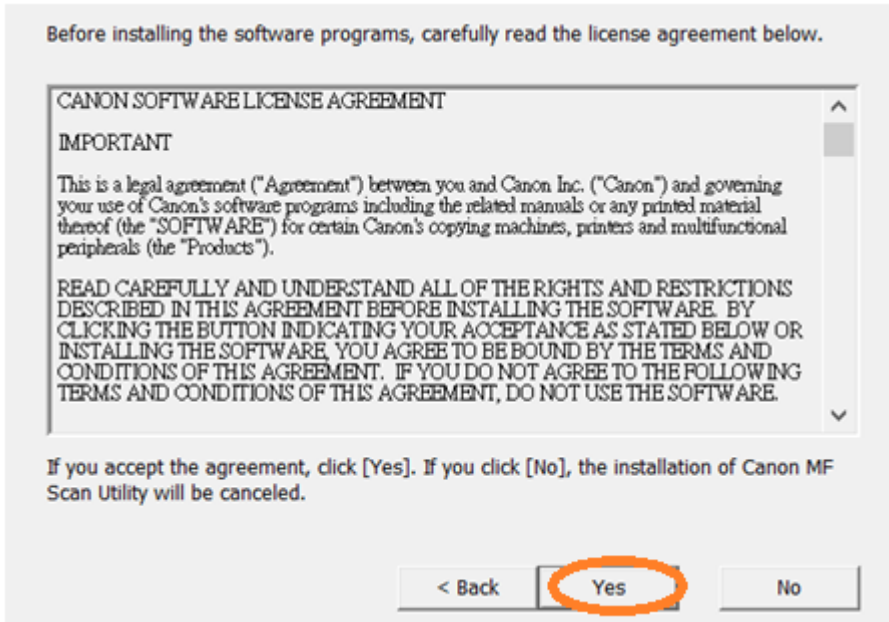 Before installing the software programs, carefully read the license agreement below.
CANON SOFTWARE LICENSE AGREEMENT
IMPORTANT
This is a legal agreement ("Agreement") between you and Canon Inc. ("Canon") and governing
your use of Canon's software programs including the related manuals or any printed material
thereof (the "SOFTWARE") for certain Canon's copying machines, printers and multifunctional
peripherals (the "Products").
READ CAREFULLY AND UNDERSTAND ALL OF THE RIGHTS AND RESTRICTIONS
DESCRIBED IN THIS AGREEMENT BEFORE INSTALLING THE SOFTWARE. BY
CLICKING THE BUTTON INDICATING YOUR ACCEPTANCE AS STATED BELOW OR
INSTALLING THE SOFTWARE, YOU AGREE TO BE BOUND BY THE TERMS AND
CONDITIONS OF THIS AGREEMENT. IF YOU DO NOT AGREE TO THE FOLLOWING
TERMS AND CONDITIONS OF THIS AGREEMENT, DO NOT USE THE SOFTWARE.
If you accept the agreement, click [Yes]. If you click [No], the installation of Canon MF
Scan Utility will be canceled.
< Back Yes No